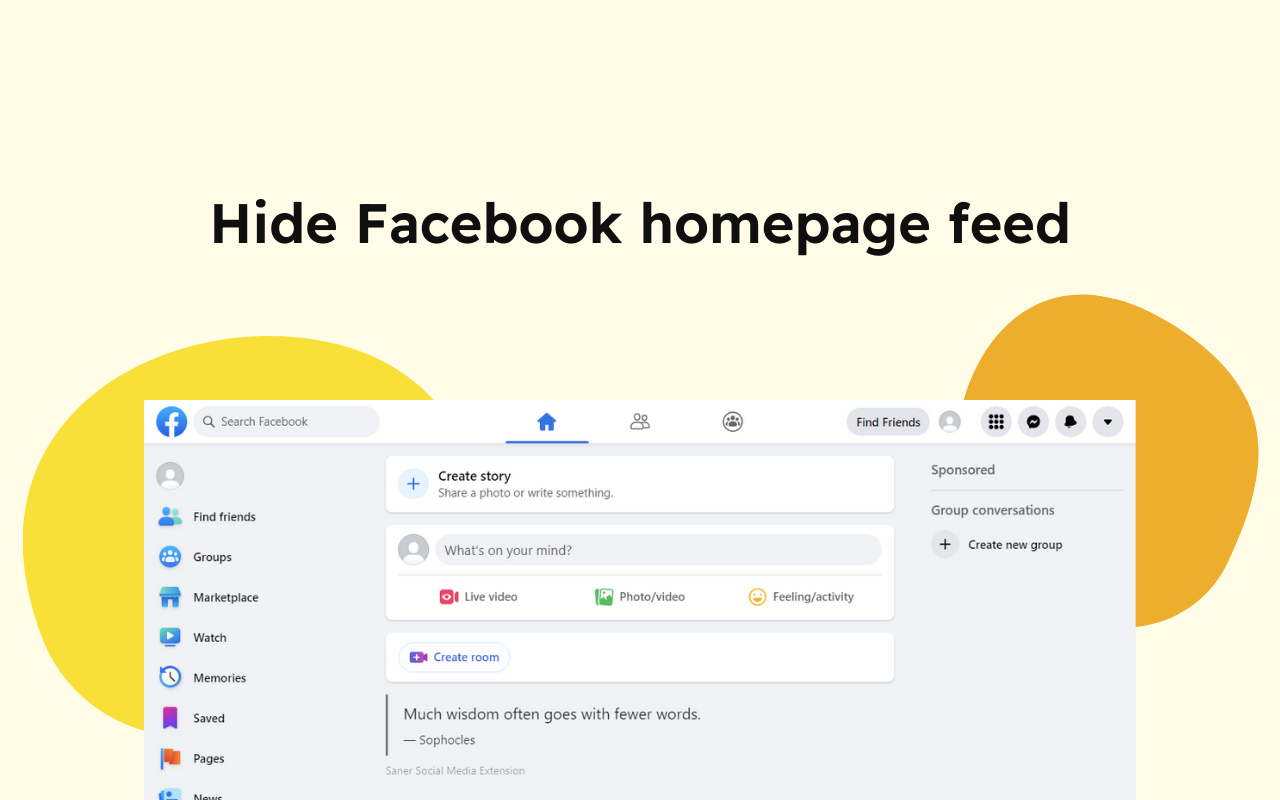 Hide Facebook homepage feed
Search Facebook
Find Friends
Find friends
Groups
Marketplace
Watch
Memories
Saved
Pages
News
Create story
Share a photo or write something.
What's on your mind?
Live video
Photo/video
Feeling/activity
Create room
Much wisdom often goes with fewer words.
— Sophocles
Saner Social Media Extension
Sponsored
Group conversations
Create new group